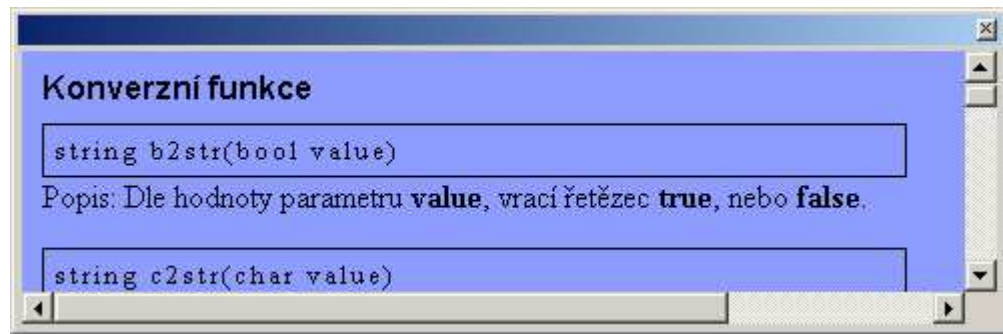 Konverzní funkce
string b2str(bool value)
Popis: Dle hodnoty parametru value, vrací řetězec true, nebo false.
string c2str(char value)